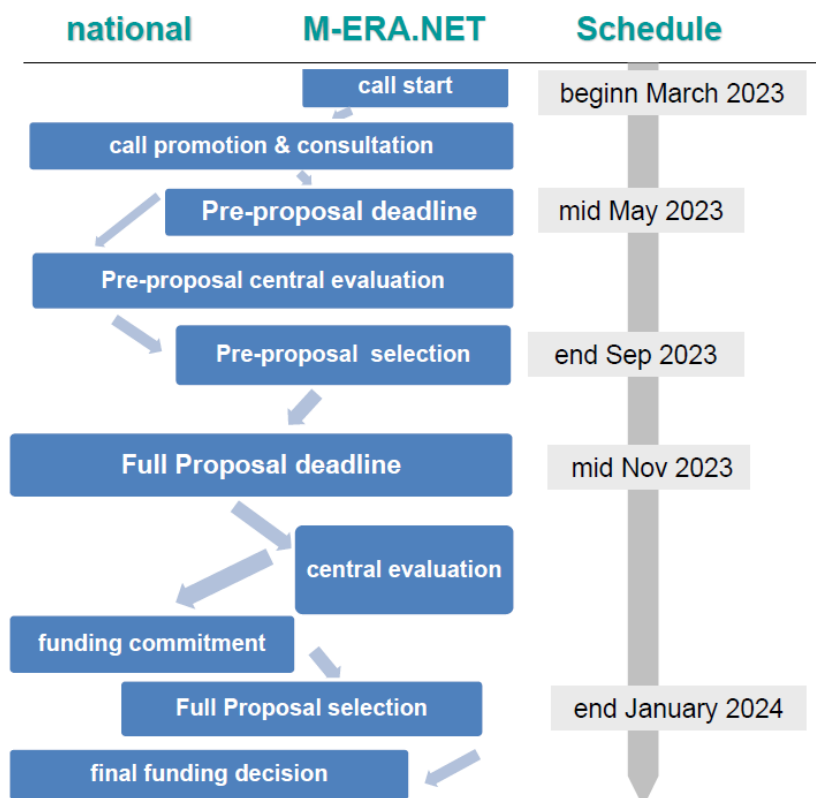 national M-ERA.NET Schedule
call start
beginn March 2023
call promotion & consultation
Pre-proposal deadline
mid May 2023
Pre-proposal central evaluation
Pre-proposal selection
end Sep 2023
Full Proposal deadline
mid Nov 2023
central evaluation
funding commitment
Full Proposal selection
end January 2024
final funding decision